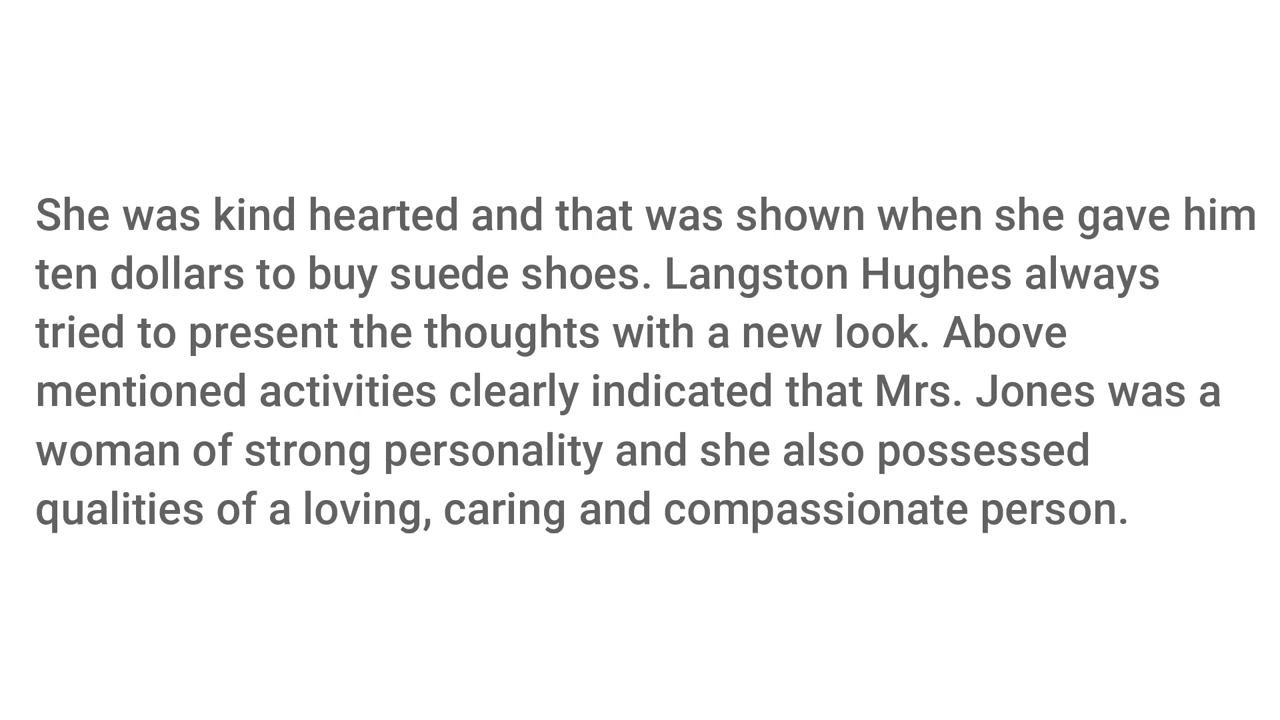 She was kind hearted and that was shown when she gave him
ten dollars to buy suede shoes. Langston Hughes always
tried to present the thoughts with a new look. Above
mentioned activities clearly indicated that Mrs. Jones was a
woman of strong personality and she also possessed
qualities of a loving, caring and compassionate person.